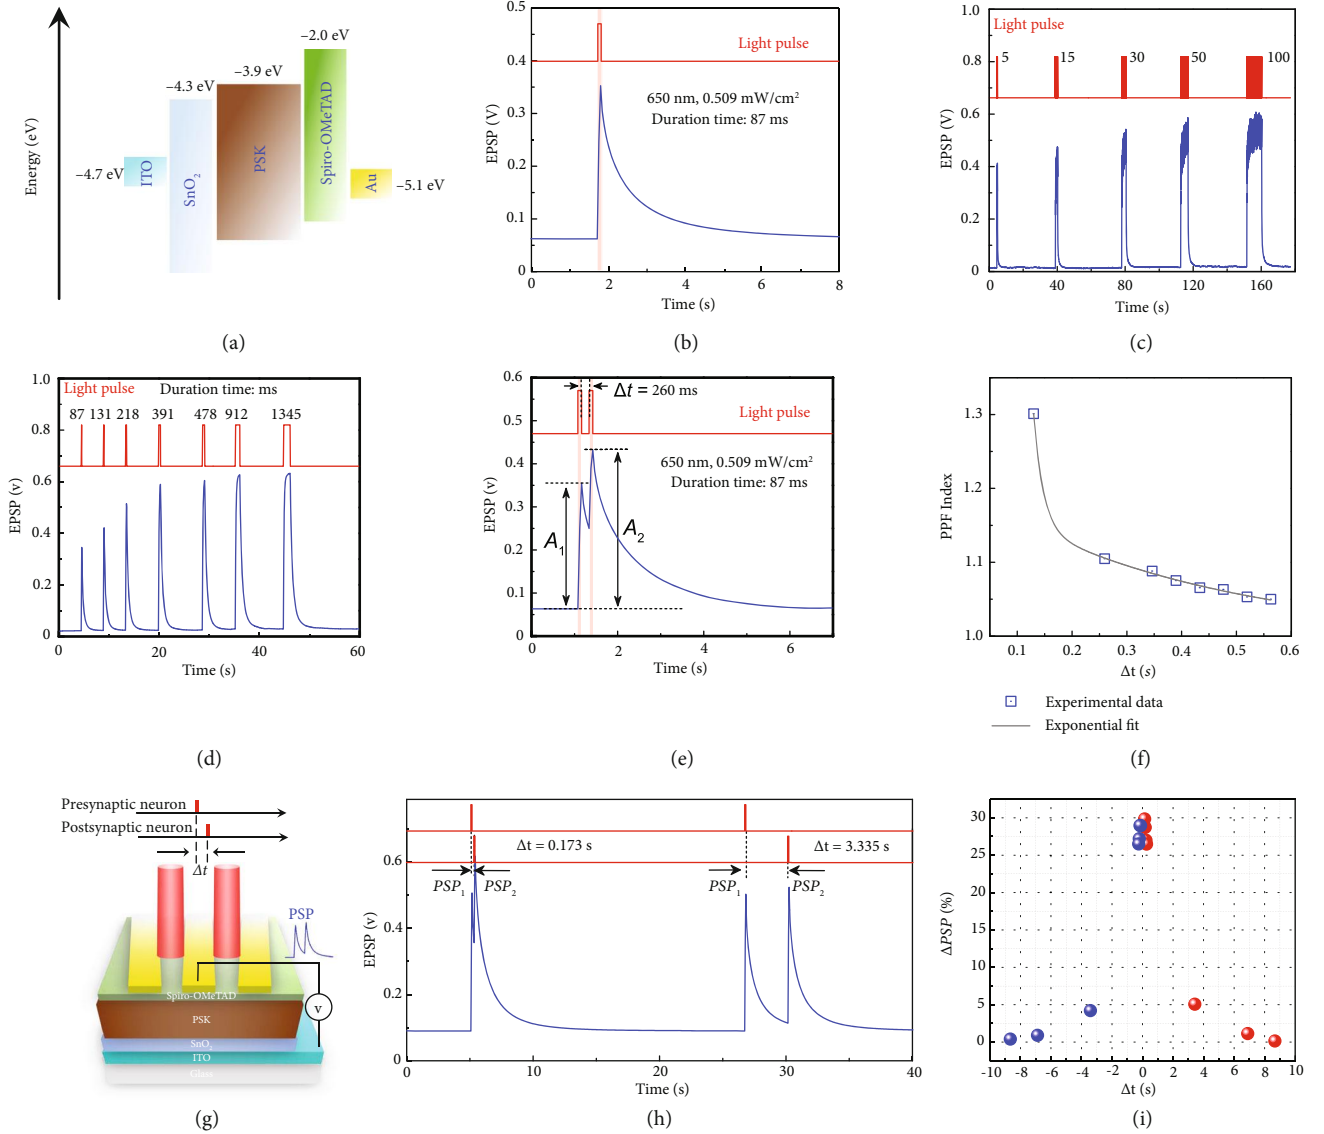 Energy (eV)
−4.7 eV
ITO
−4.3 eV
SnO2
−3.9 eV
PSK
−2.0 eV
Spiro-OMeTAD
Au
−5.1 eV
(a)
0.5
0.4
0.3
0.2
0.1
0
EPSP (V)
Light pulse
650 nm, 0.509 mW/cm²
Duration time: 87 ms
2 4 6 8
Time (s)
(b)
1.0
0.8
0.6
0.4
0.2
0
EPSP (V)
Light pulse
5 15 30 50 100
0 40 80 120 160
Time (s)
(c)
1.0
0.8
0.6
0.4
0.2
0
EPSP (v)
Light pulse Duration time: ms
87 131 218 391 478 912 1345
0 20 40 60
Time (s)
(d)
0.6
0.5
0.4
0.3
0.2
0.1
0
EPSP (v)
Δt = 260 ms
Light pulse
650 nm, 0.509 mW/cm²
Duration time: 87 ms
A1
A2
0 2 4 6
Time (s)
(e)
1.3
1.2
1.1
1.0
PPF Index
0.1 0.2 0.3 0.4 0.5 0.6
Δt (s)
Experimental data
Exponential fit
(f)
Presynaptic neuron
Postsynaptic neuron
Δt
PSP
Spiro-OMeTAD
PSK
SnO2
ITO
Glass
v
(g)
0.6
0.4
0.2
0
EPSP (v)
Δt = 0.173 s Δt = 3.335 s
PSP1 PSP2 PSP1 PSP2
0 10 20 30 40
Time (s)
(h)
30
25
20
15
10
5
0
ΔPSP (%)
-10 -8 -6 -4 -2 0 2 4 6 8 10
Δt (s)
(i)